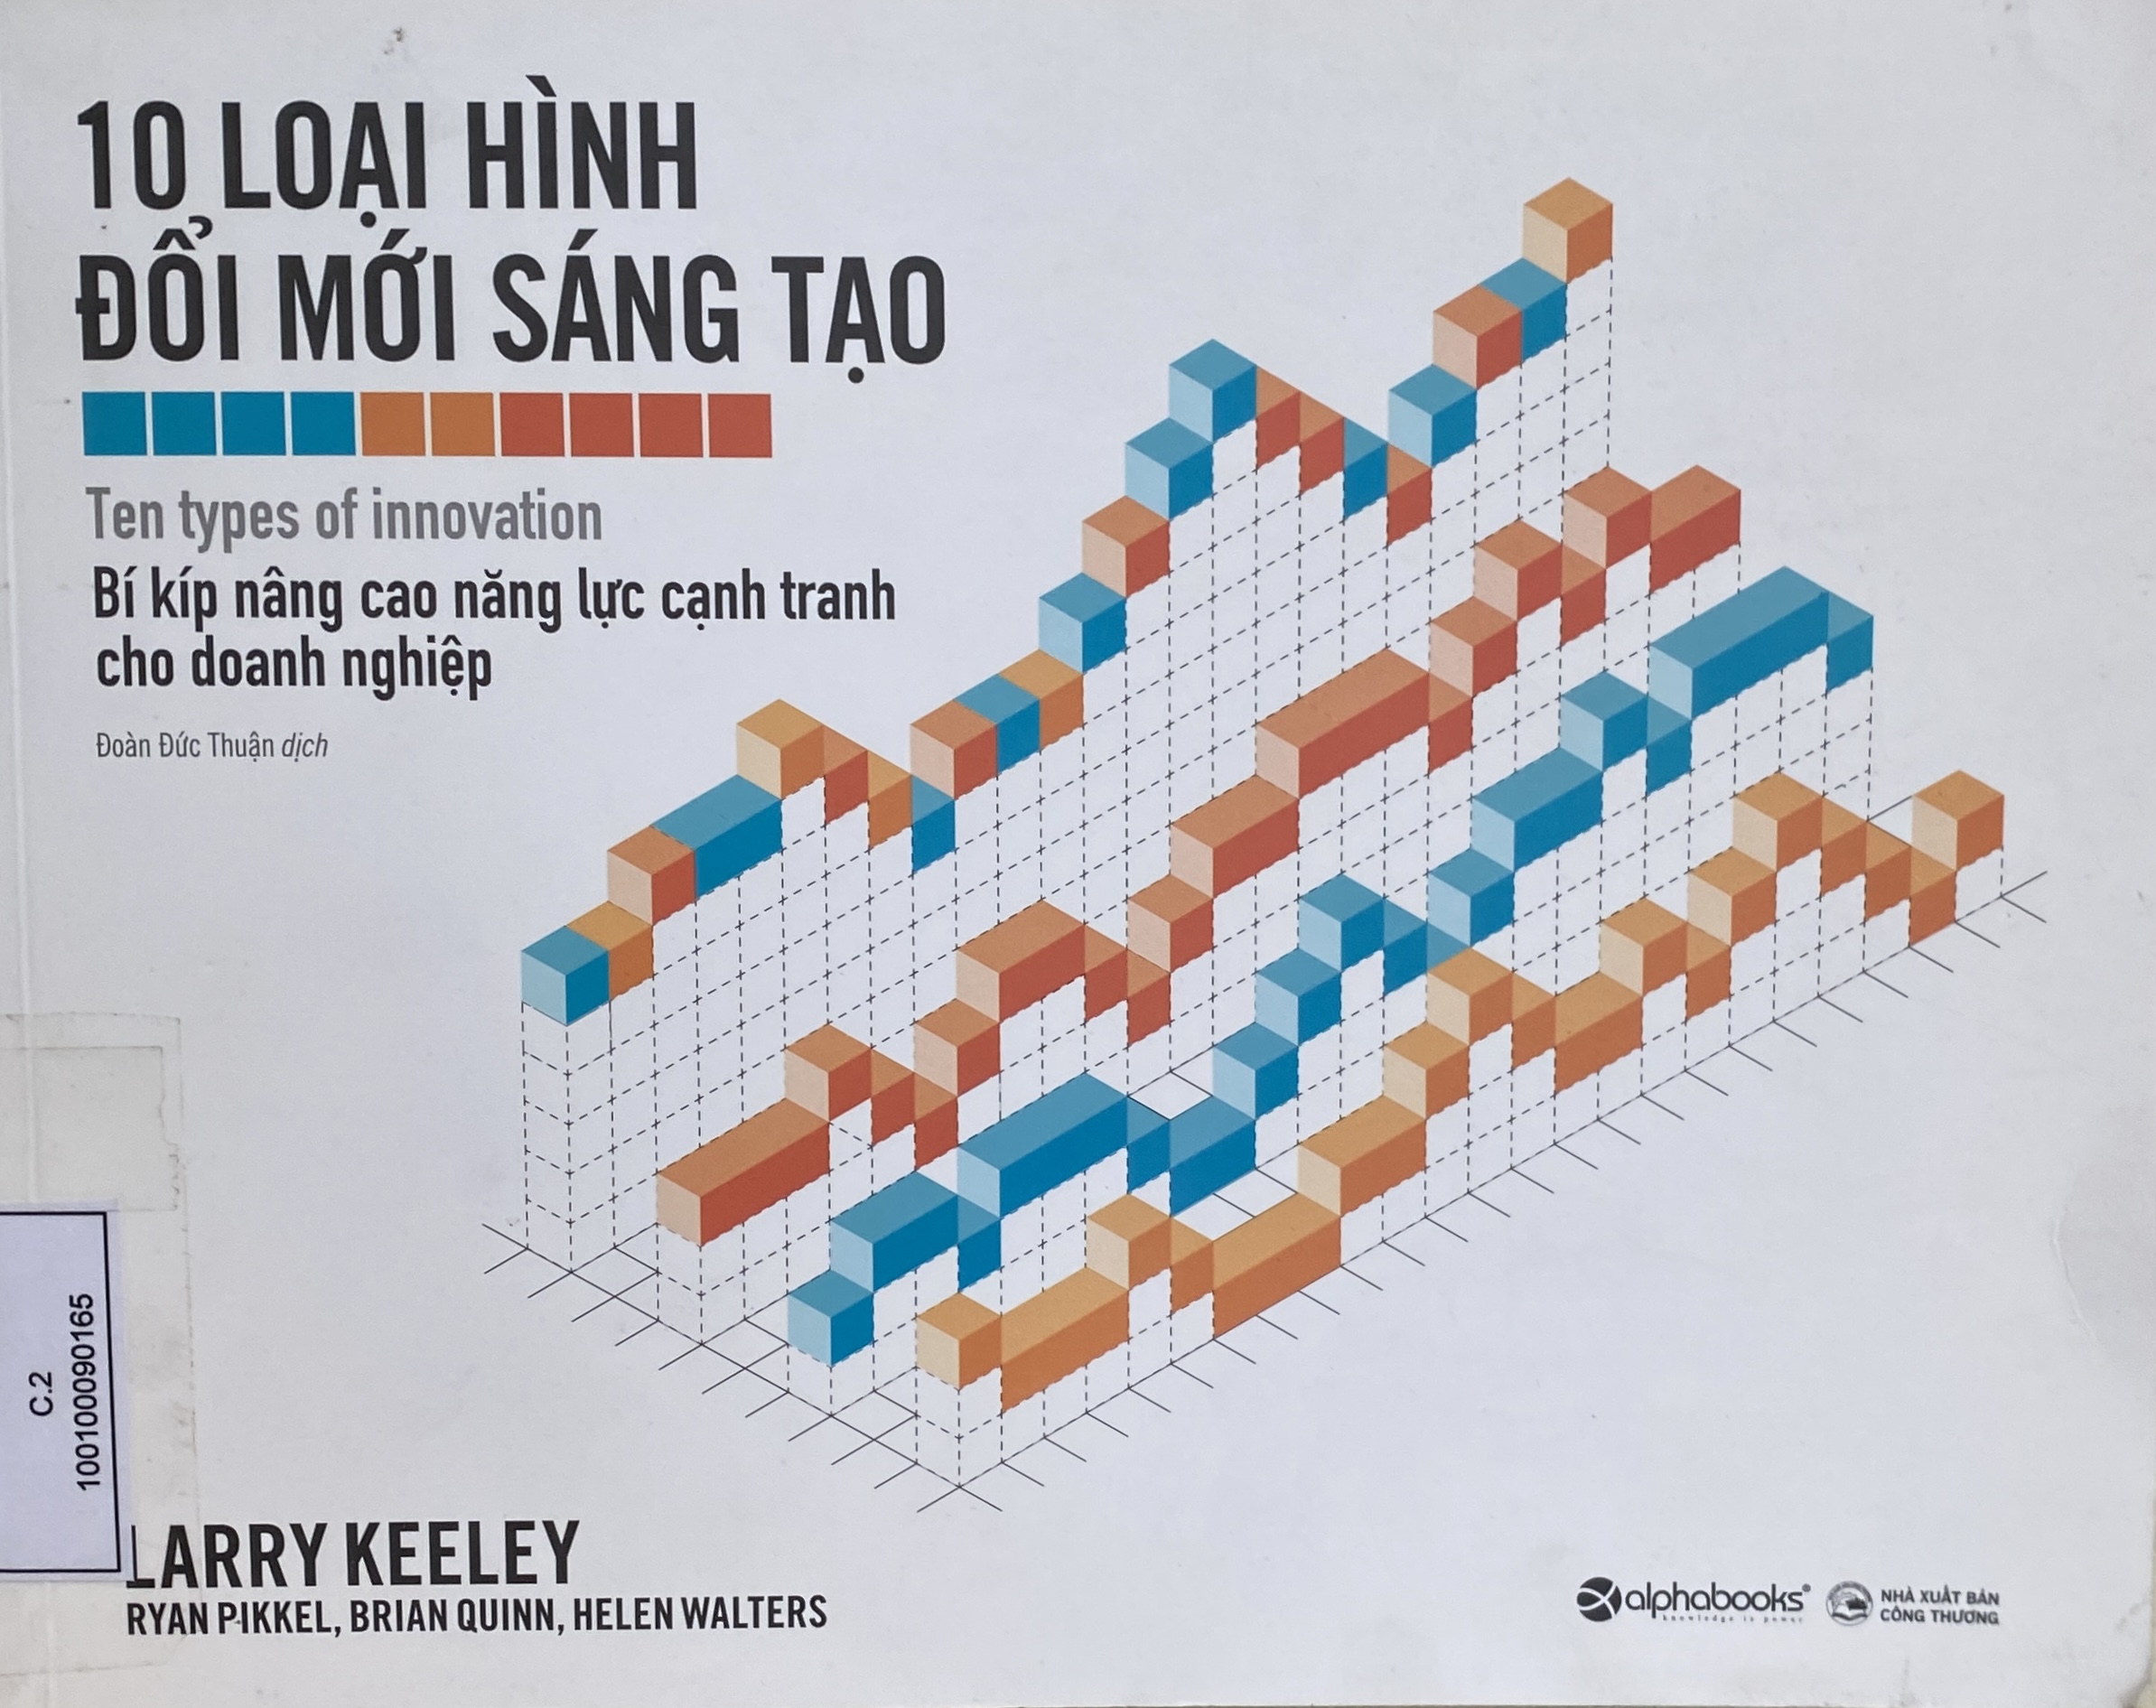 10 LOẠI HÌNH
ĐỔI MỚI SÁNG TẠO
Ten types of innovation
Bí kíp nâng cao năng lực cạnh tranh
cho doanh nghiệp
Đoàn Đức Thuận dịch
C.2
1001000090165
LARRY KEELEY
RYAN PIKKEL, BRIAN QUINN, HELEN WALTERS
alphabooks®
knowledge is power
NHÀ XUẤT BẢN
CÔNG THƯƠNG